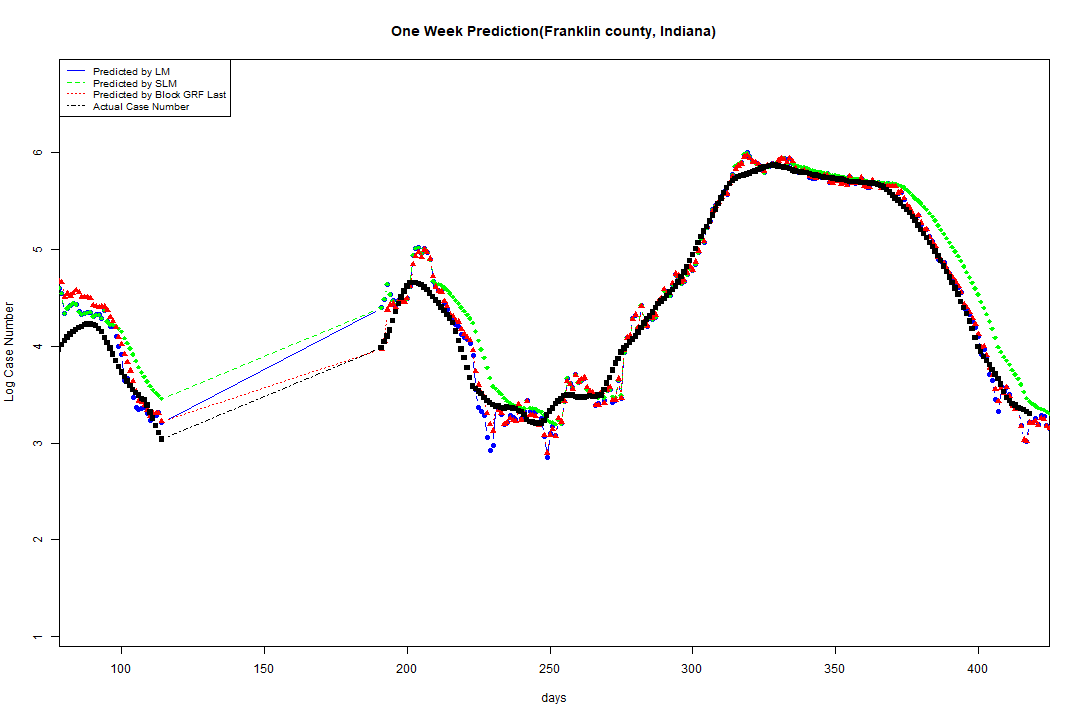 One Week Prediction(Franklin county, Indiana)
Predicted by LM
Predicted by SLM
Predicted by Block GRF Last
Actual Case Number
Log Case Number
6
5
4
3
2
1
100 150 200 250 300 350 400
days